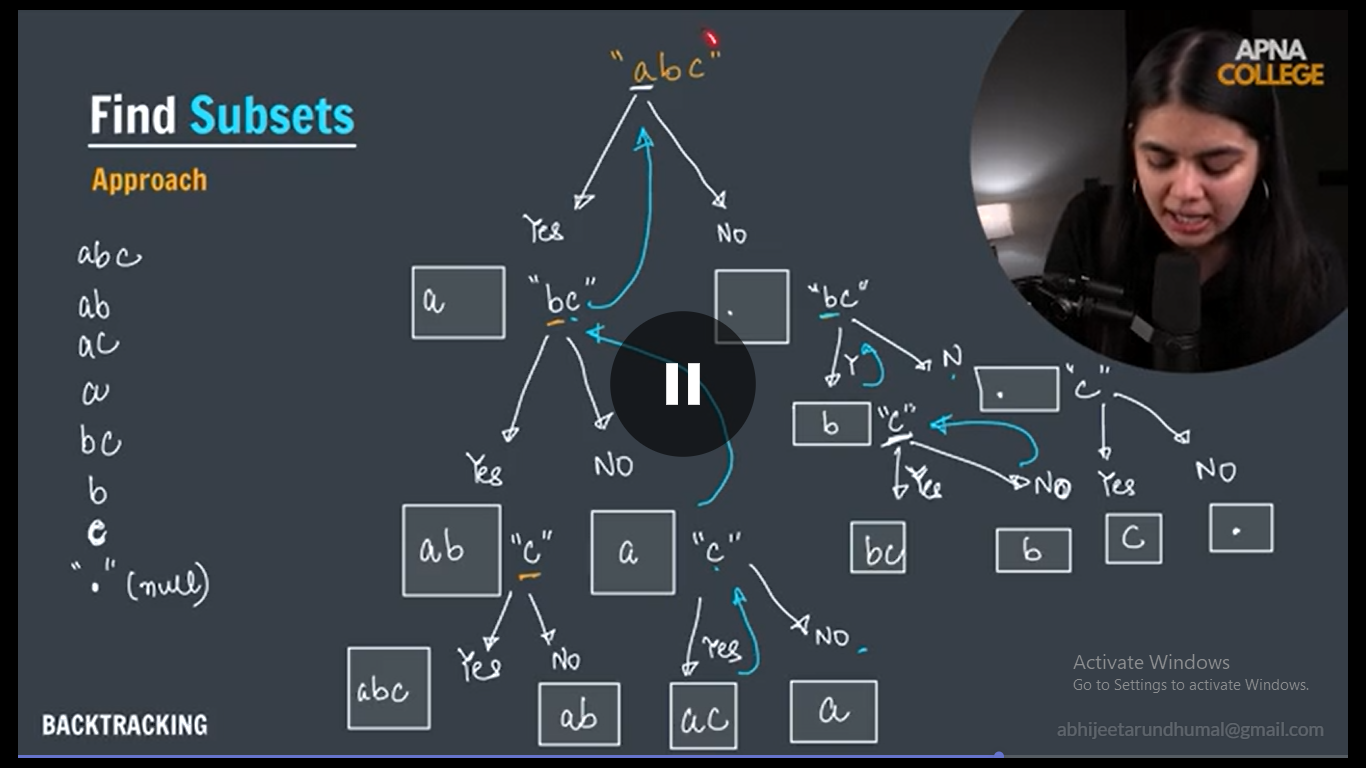 "abc"
APNA
COLLEGE
Find Subsets
Approach
Yes
No
abc
ab
ac
a
bc
b
c
"." (null)
a
"bc"
.
"bc"
Y
N
.
"c"
b
"c"
Yes
No
Yes
NO
Yes
NO
bc
b
c
.
ab
"c"
a
"c"
Yes
No
Yes
NO
abc
ab
ac
a
BACKTRACKING
Activate Windows
Go to Settings to activate Windows.
abhijeetarundhumal@gmail.com